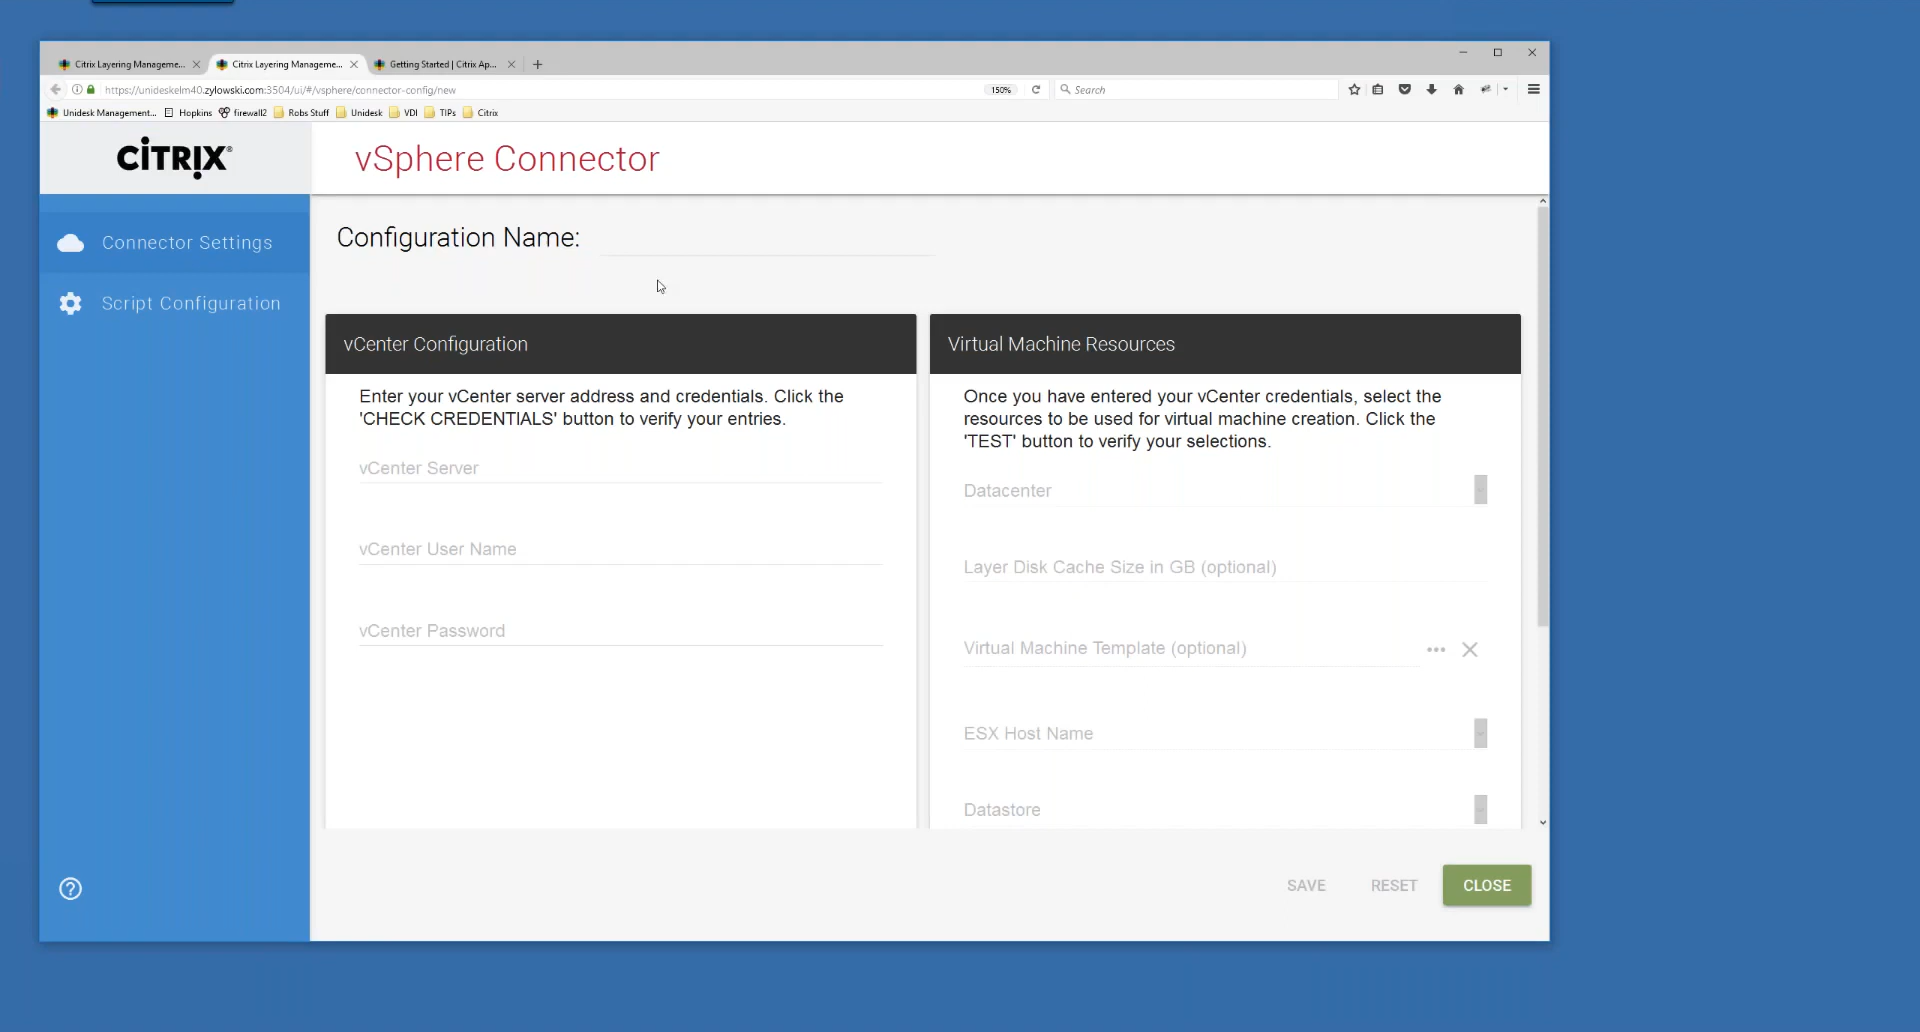 Citrix Layering Manageme...
Citrix Layering Manageme...
Getting Started | Citrix Ap...
https://unideskelm40.zylowski.com:3504/ui/#/vsphere/connector-config/new
150%
Search
Unidesk Management...
Hopkins
firewall2
Robs Stuff
Unidesk
VDI
TIPs
Citrix
CİTRIX®
vSphere Connector
Connector Settings
Script Configuration
Configuration Name:
vCenter Configuration
Enter your vCenter server address and credentials. Click the
'CHECK CREDENTIALS' button to verify your entries.
vCenter Server
vCenter User Name
vCenter Password
Virtual Machine Resources
Once you have entered your vCenter credentials, select the
resources to be used for virtual machine creation. Click the
'TEST' button to verify your selections.
Datacenter
Layer Disk Cache Size in GB (optional)
Virtual Machine Template (optional)
ESX Host Name
Datastore
SAVE
RESET
CLOSE